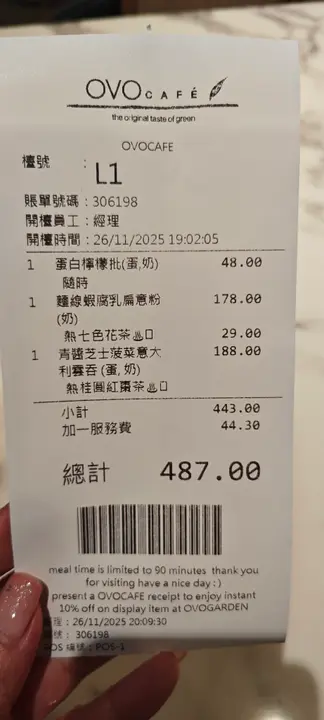 OVO CAFÉ
the original taste of green
OVOCAFE
檯號 : L1
賬單號碼 : 306198
開檯員工 : 經理
開檯時間 : 26/11/2025 19:02:05
1 蛋白檸檬批(蛋,奶) 48.00
隨時
1 麵線蝦腐乳扁意粉 178.00
(奶)
熱七色花茶 29.00
1 青醬芝士菠菜意大 188.00
利雲吞 (蛋, 奶)
熱桂圓紅棗茶
小計 443.00
加一服務費 44.30
總計 487.00
meal time is limited to 90 minutes thank you
for visiting have a nice day : )
present a OVOCAFE receipt to enjoy instant
10% off on display item at OVOGARDEN
: 26/11/2025 20:09:30
: 306198
POS-1